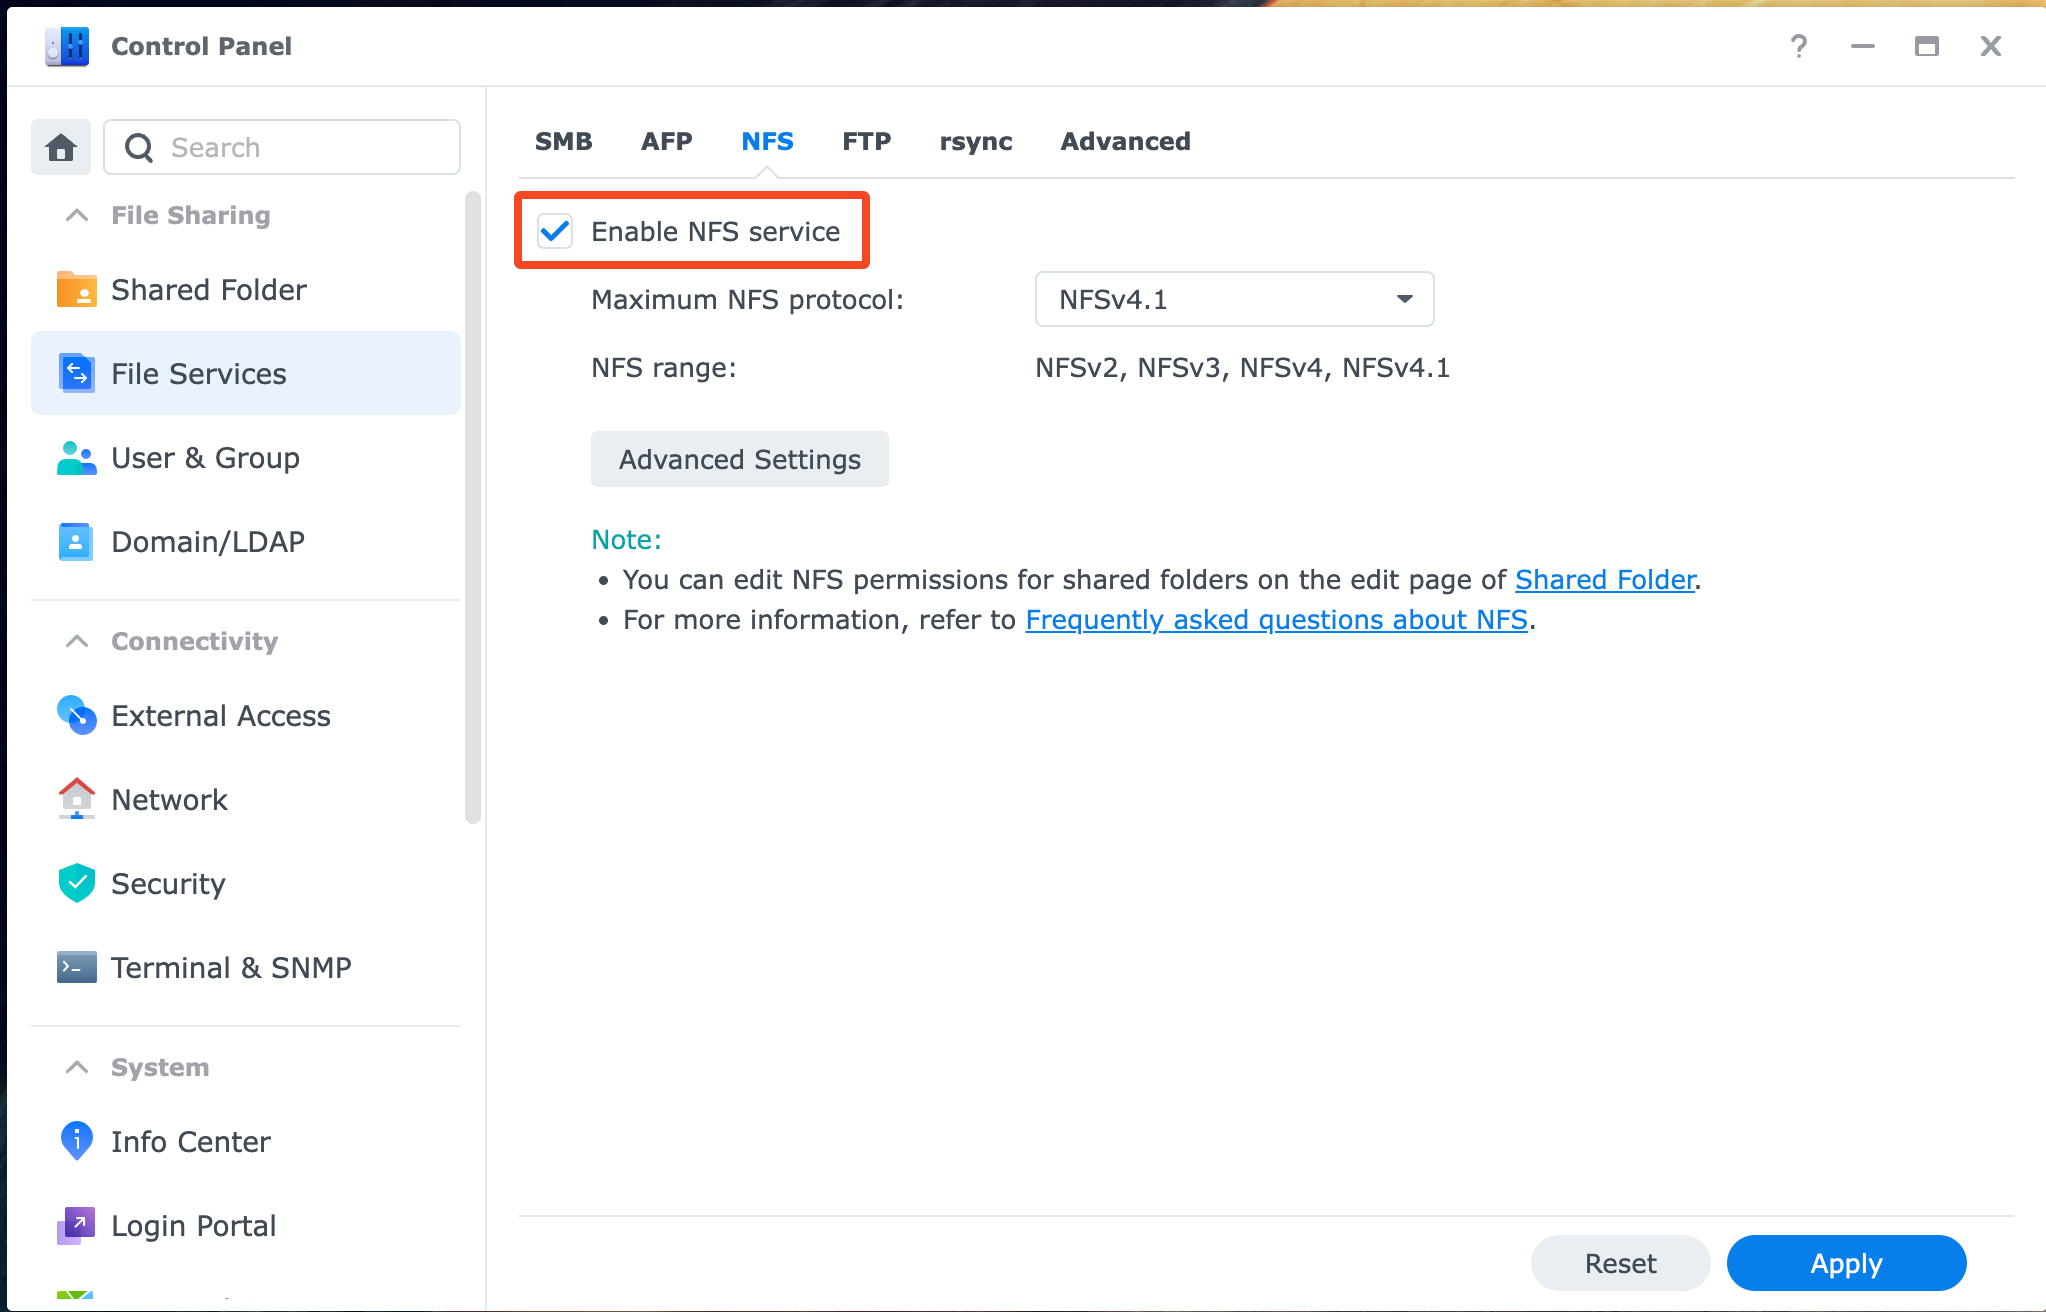 Control Panel
Search
File Sharing
Shared Folder
File Services
User & Group
Domain/LDAP
Connectivity
External Access
Network
Security
Terminal & SNMP
System
Info Center
Login Portal
SMB AFP NFS FTP rsync Advanced
Enable NFS service
Maximum NFS protocol: NFSv4.1
NFS range: NFSv2, NFSv3, NFSv4, NFSv4.1
Advanced Settings
Note:
• You can edit NFS permissions for shared folders on the edit page of Shared Folder.
• For more information, refer to Frequently asked questions about NFS.
Reset Apply